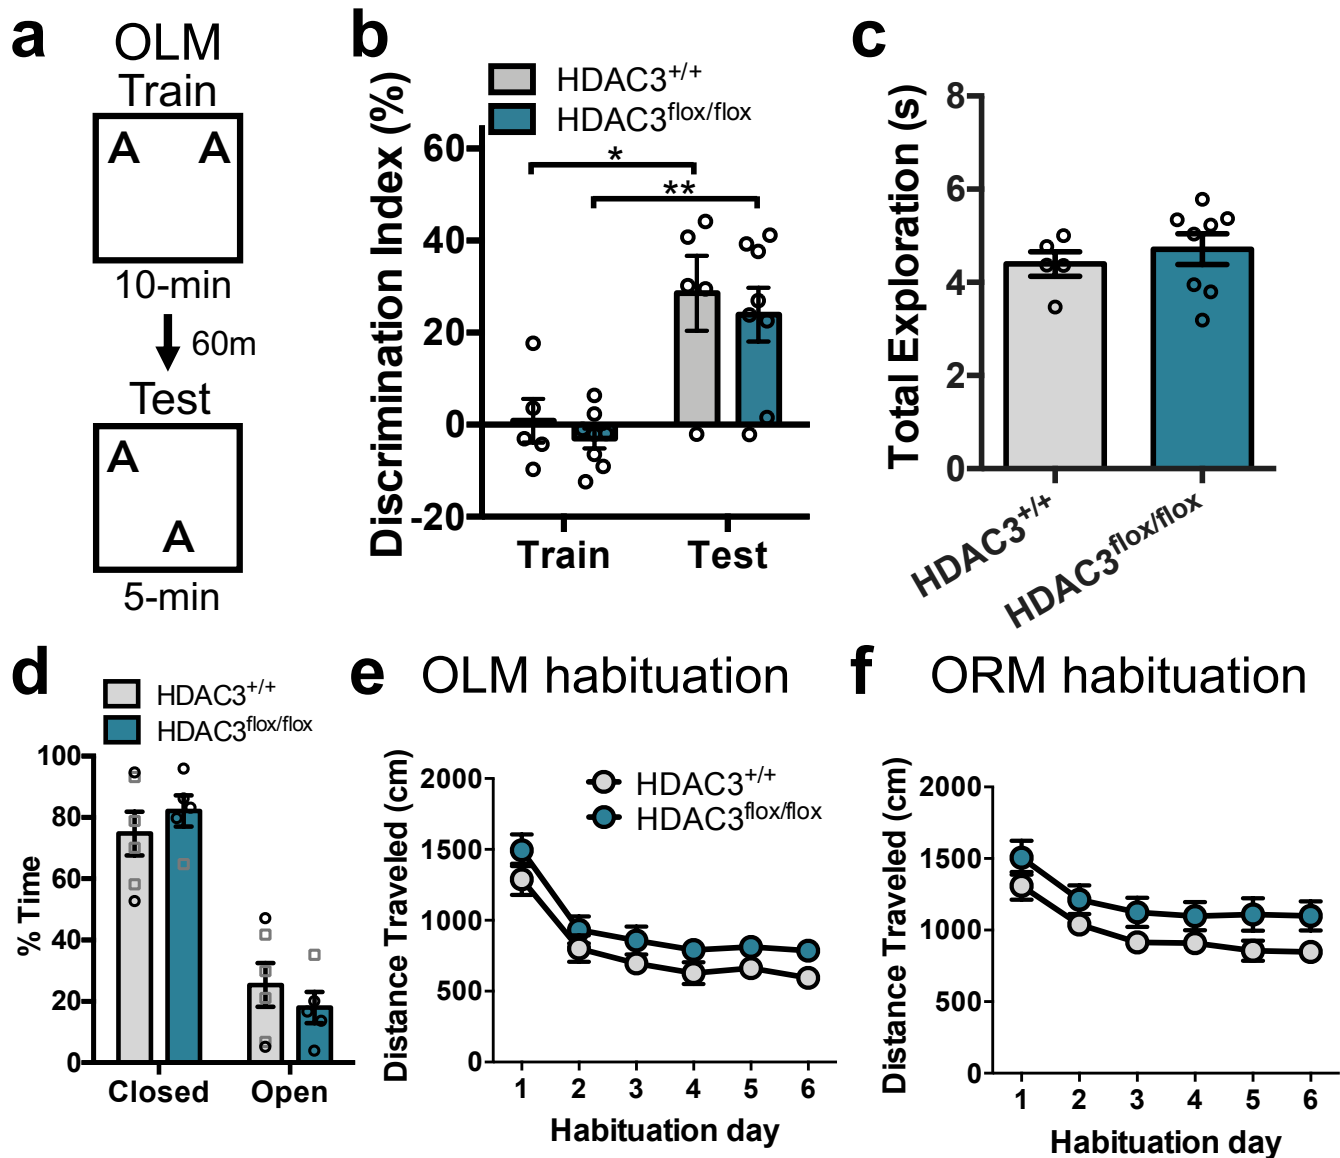 a
OLM
Train
A A
10-min
60m
Test
A
A
5-min
b
HDAC3+/+
HDAC3flox/flox
Discrimination Index (%)
60
40
20
0
-20
*
**
Train Test
c
Total Exploration (s)
8
6
4
2
0
HDAC3+/+
HDAC3flox/flox
d
HDAC3+/+
HDAC3flox/flox
% Time
100
80
60
40
20
0
Closed Open
e OLM habituation
Distance Traveled (cm)
2000
1500
1000
500
0
HDAC3+/+
HDAC3flox/flox
1 2 3 4 5 6
Habituation day
f ORM habituation
Distance Traveled (cm)
2000
1500
1000
500
0
1 2 3 4 5 6
Habituation day